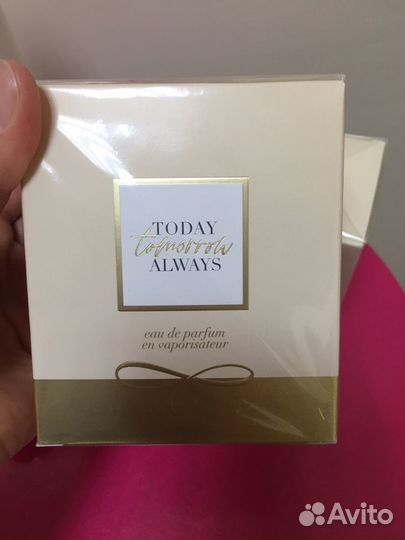 TODAY
tomorrow
ALWAYS
eau de parfum
en vaporisateur
Avito